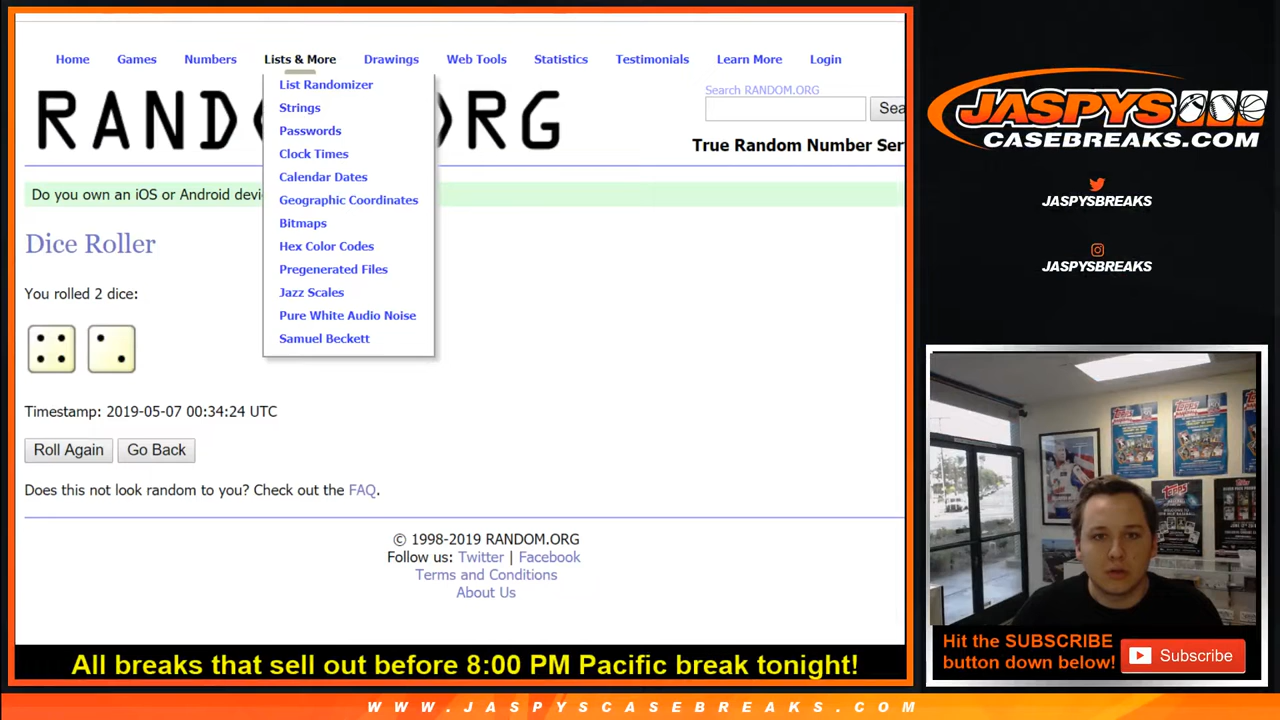 Home Games Numbers Lists & More Drawings Web Tools Statistics Testimonials Learn More Login
List Randomizer
Strings
Passwords
Clock Times
Calendar Dates
Geographic Coordinates
Bitmaps
Hex Color Codes
Pregenerated Files
Jazz Scales
Pure White Audio Noise
Samuel Beckett
Search RANDOM.ORG
Sea
True Random Number Ser
Do you own an iOS or Android devi
Dice Roller
You rolled 2 dice:
Timestamp: 2019-05-07 00:34:24 UTC
Roll Again Go Back
Does this not look random to you? Check out the FAQ.
© 1998-2019 RANDOM.ORG
Follow us: Twitter | Facebook
Terms and Conditions
About Us
All breaks that sell out before 8:00 PM Pacific break tonight!
JASPYS
CASEBREAKS.COM
JASPYSBREAKS
JASPYSBREAKS
Topps
Topps
Topps
Hit the SUBSCRIBE
button down below!
Subscribe
WWW.JASPYSCASEBREAKS.COM